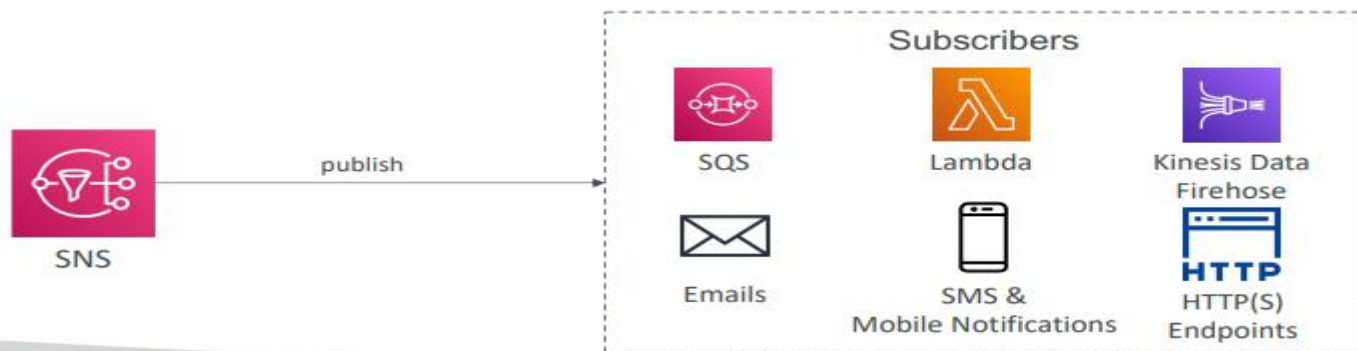 Subscribers
publish
SNS
SQS
Lambda
Kinesis Data
Firehose
Emails
SMS &
Mobile Notifications
HTTP
HTTP(S)
Endpoints